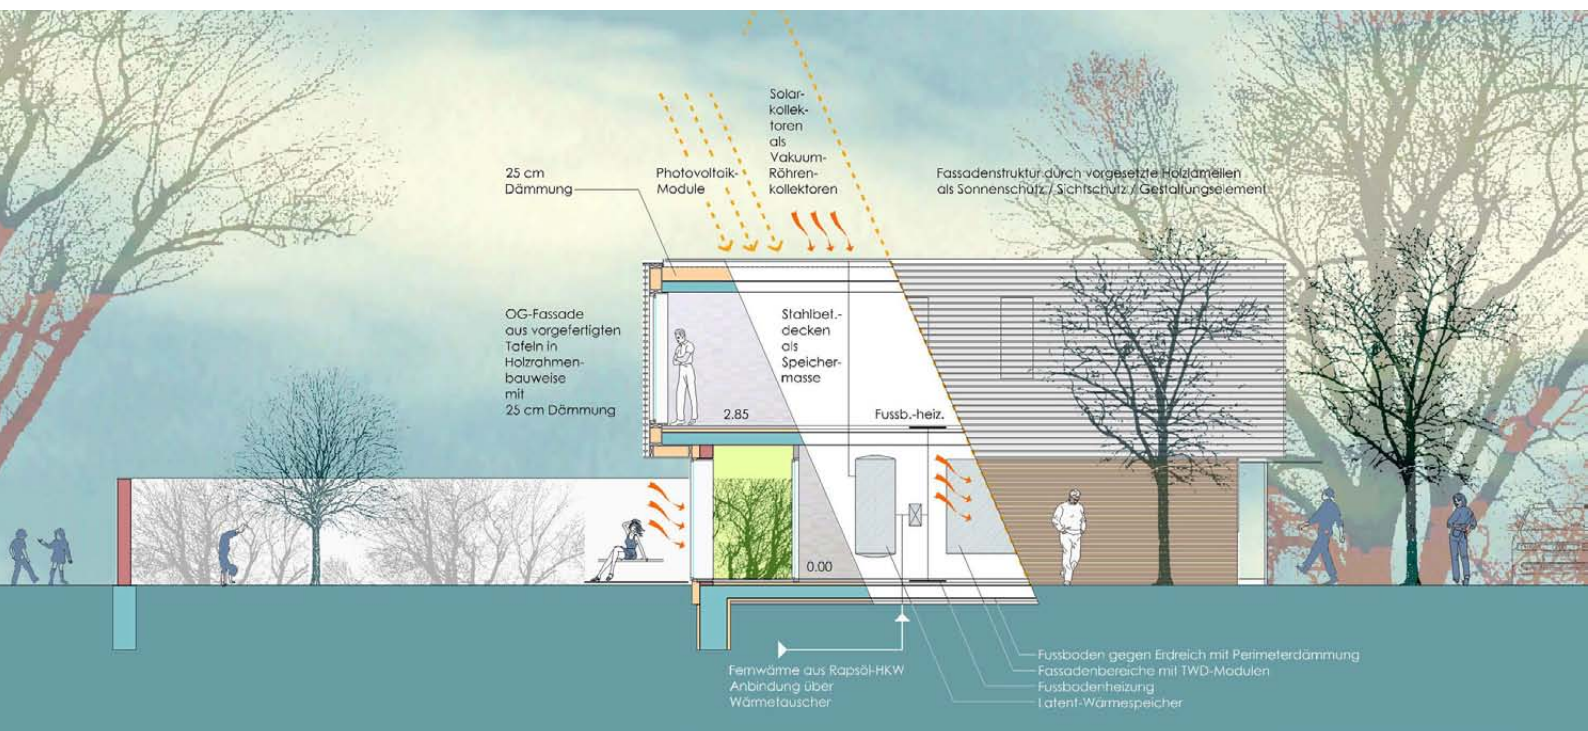 Solar-
kollek-
toren
als
Vakuum-
Röhren-
kollektoren
25 cm
Dämmung
Photovoltaik-
Module
Fassadenstruktur durch vorgesetzte Holzlamellen
als Sonnenschutz / Sichtschutz / Gestaltungselement
OG-Fassade
aus vorgefertigten
Tafeln in
Holzrahmen-
bauweise
mit
25 cm Dämmung
Stahlbet.-
decken
als
Speicher-
masse
2.85
Fussb.-heiz.
0.00
Fernwärme aus Rapsöl-HKW
Anbindung über
Wärmetauscher
Fussboden gegen Erdreich mit Perimeterdämmung
Fassadenbereiche mit TWD-Modulen
Fussbodenheizung
Latent-Wärmespeicher